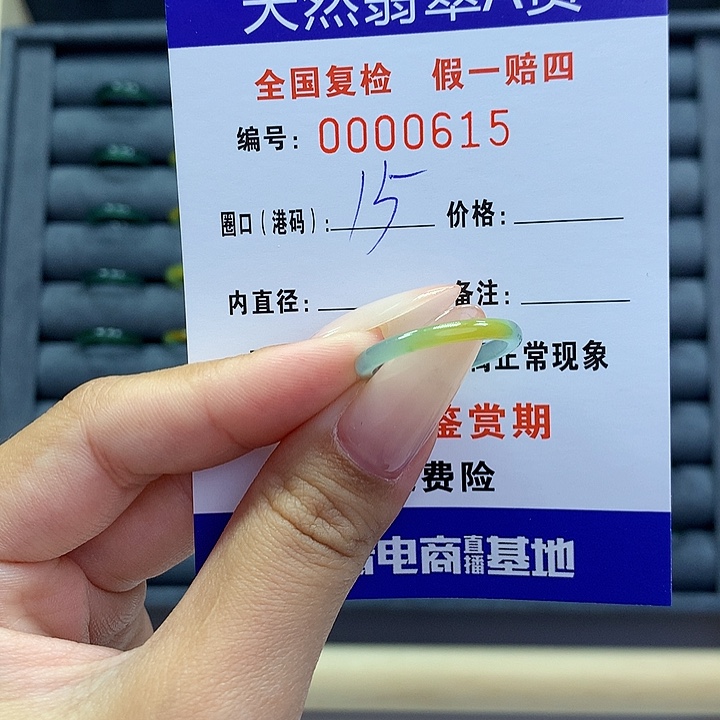 天然翡翠A货
全国复检 假一赔四
编号: 0000615
圈口(港码): 15 价格:
内直径: 备注:
正常现象
鉴赏期
费险
电商直播基地